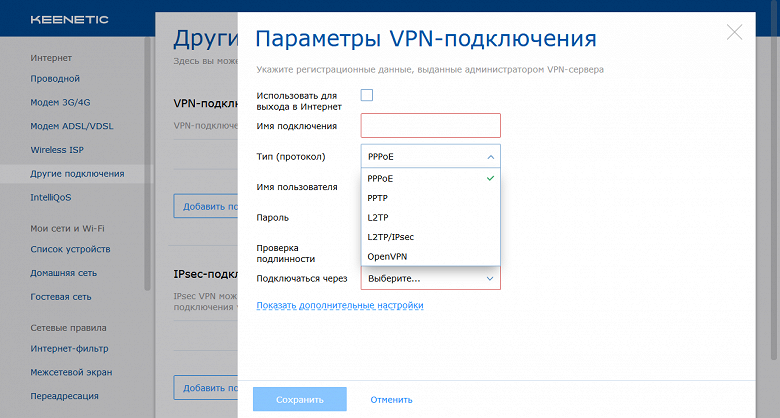 KEENETIC
Интернет
Проводной
Модем 3G/4G
Модем ADSL/VDSL
Wireless ISP
Другие подключения
IntelliQoS
Мои сети и Wi-Fi
Список устройств
Домашняя сеть
Гостевая сеть
Сетевые правила
Интернет-фильтр
Межсетевой экран
Переадресация
Други
Здесь вы може
VPN-подкл
VPN-подключе
Добавить по
IPsec-подк
IPsec VPN мож
подключения
Добавить по
Параметры VPN-подключения
Укажите регистрационные данные, выданные администратором VPN-сервера
Использовать для
выхода в Интернет
Имя подключения
Тип (протокол)
PPPoE
PPPoE
PPTP
L2TP
L2TP/IPsec
OpenVPN
Имя пользователя
Пароль
Проверка
подлинности
Подключаться через
Выберите...
Показать дополнительные настройки
Сохранить
Отменить